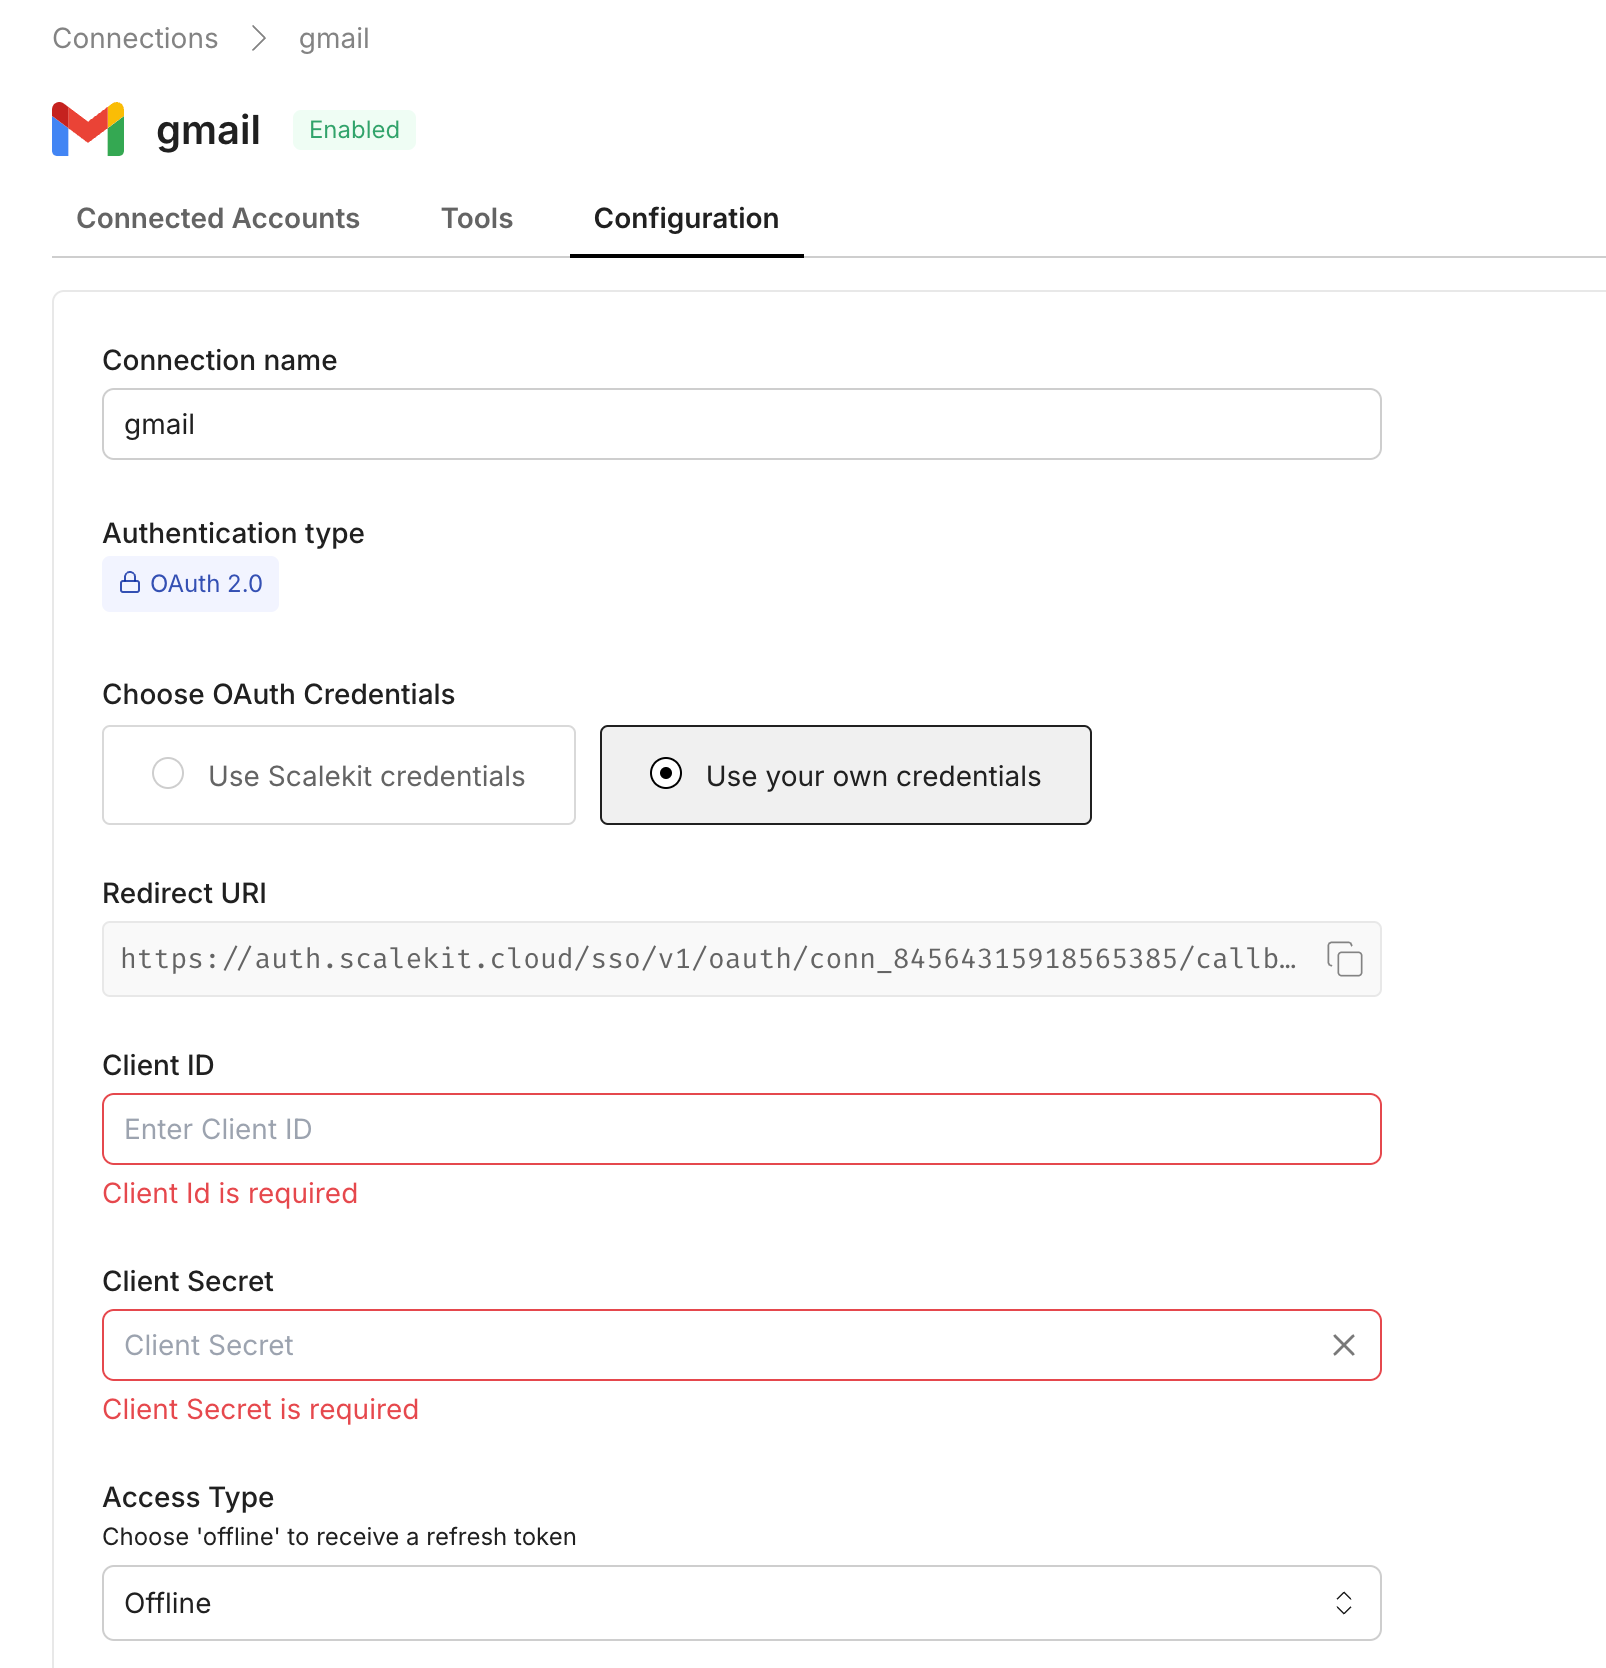 Connections > gmail
gmail Enabled
Connected Accounts Tools Configuration
Connection name
gmail
Authentication type
OAuth 2.0
Choose OAuth Credentials
Use Scalekit credentials Use your own credentials
Redirect URI
https://auth.scalekit.cloud/sso/v1/oauth/conn_84564315918565385/callb…
Client ID
Enter Client ID
Client Id is required
Client Secret
Client Secret
Client Secret is required
Access Type
Choose 'offline' to receive a refresh token
Offline